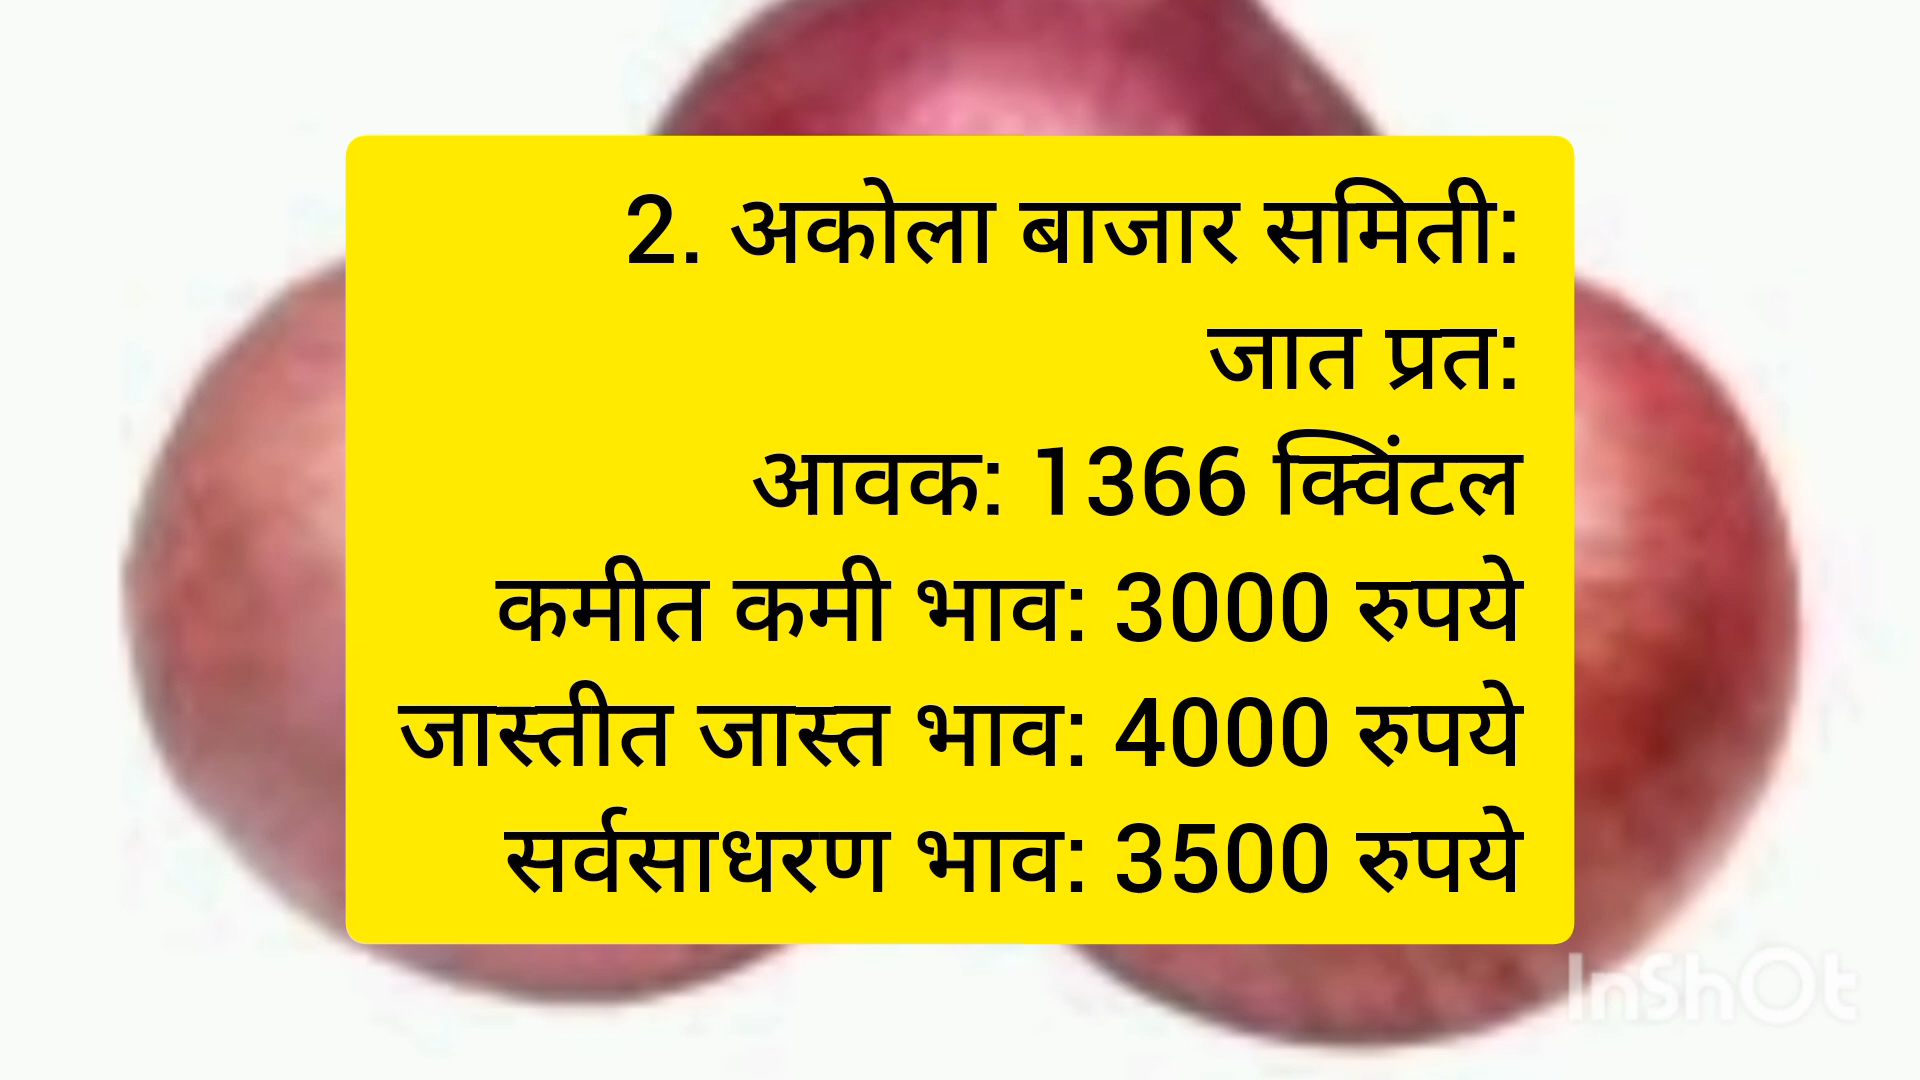 2. अकोला बाजार समिती:
जात प्रत:
आवक: 1366 क्विंटल
कमीत कमी भाव: 3000 रुपये
जास्तीत जास्त भाव: 4000 रुपये
सर्वसाधरण भाव: 3500 रुपये
InShOt